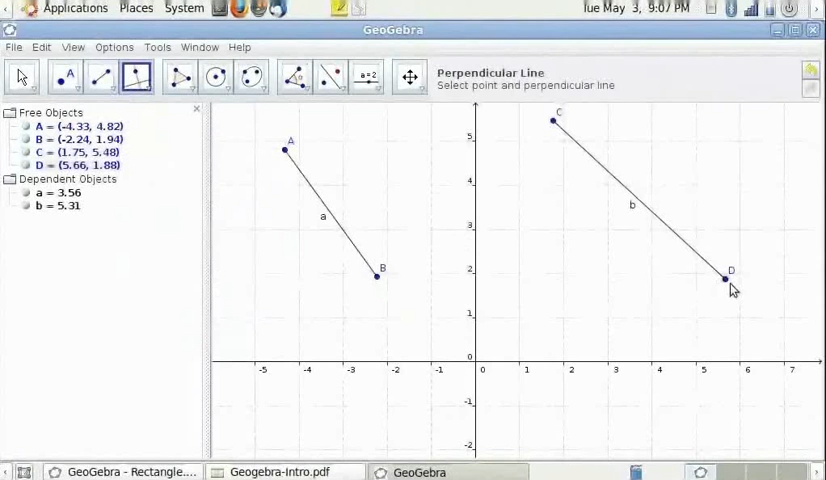 Applications Places System Tue May 3, 9:07 PM
GeoGebra
File Edit View Options Tools Window Help
A
a=2
Perpendicular Line
Select point and perpendicular line
Free Objects
A = (-4.33, 4.82)
B = (-2.24, 1.94)
C = (1.75, 5.48)
D = (5.66, 1.88)
Dependent Objects
a = 3.56
b = 5.31
C
A
5
4
b
a
3
B
D
2
1
0
-5 -4 -3 -2 -1 0 1 2 3 4 5 6 7
-1
-2
GeoGebra - Rectangle.... Geogebra-Intro.pdf GeoGebra